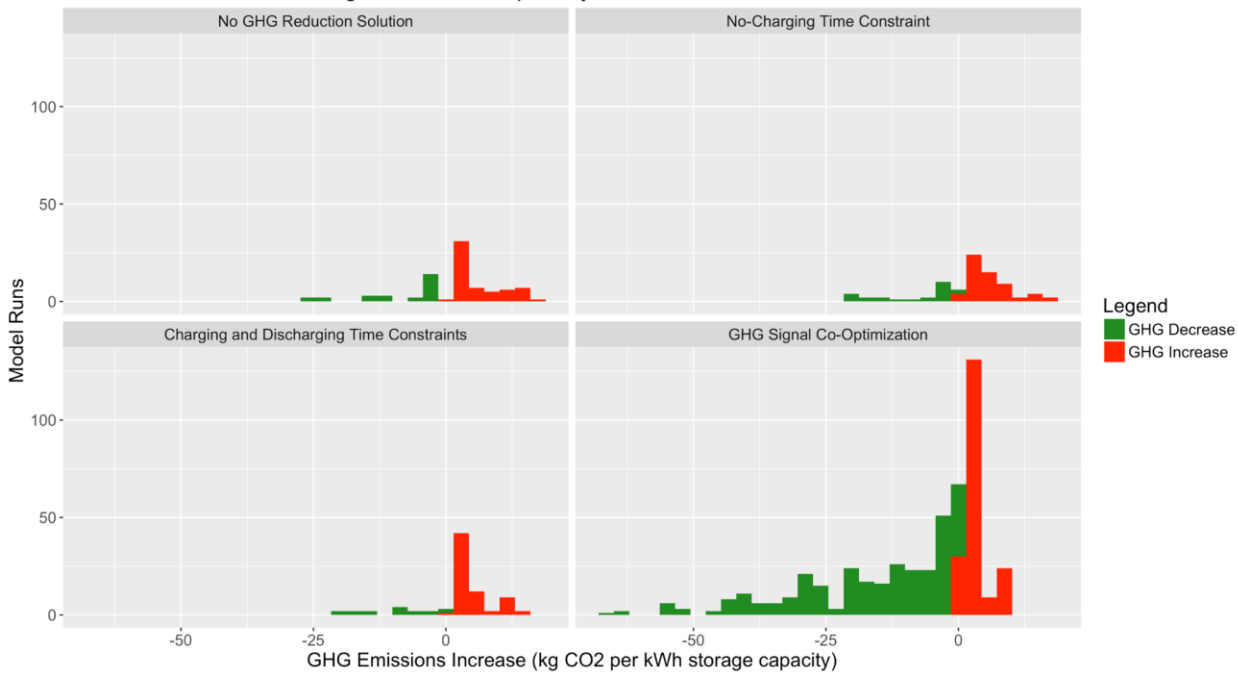 No GHG Reduction Solution
No-Charging Time Constraint
100
50
0
Charging and Discharging Time Constraints
GHG Signal Co-Optimization
100
50
0
Model Runs
-50
-25
0
-50
-25
0
GHG Emissions Increase (kg CO2 per kWh storage capacity)
Legend
GHG Decrease
GHG Increase